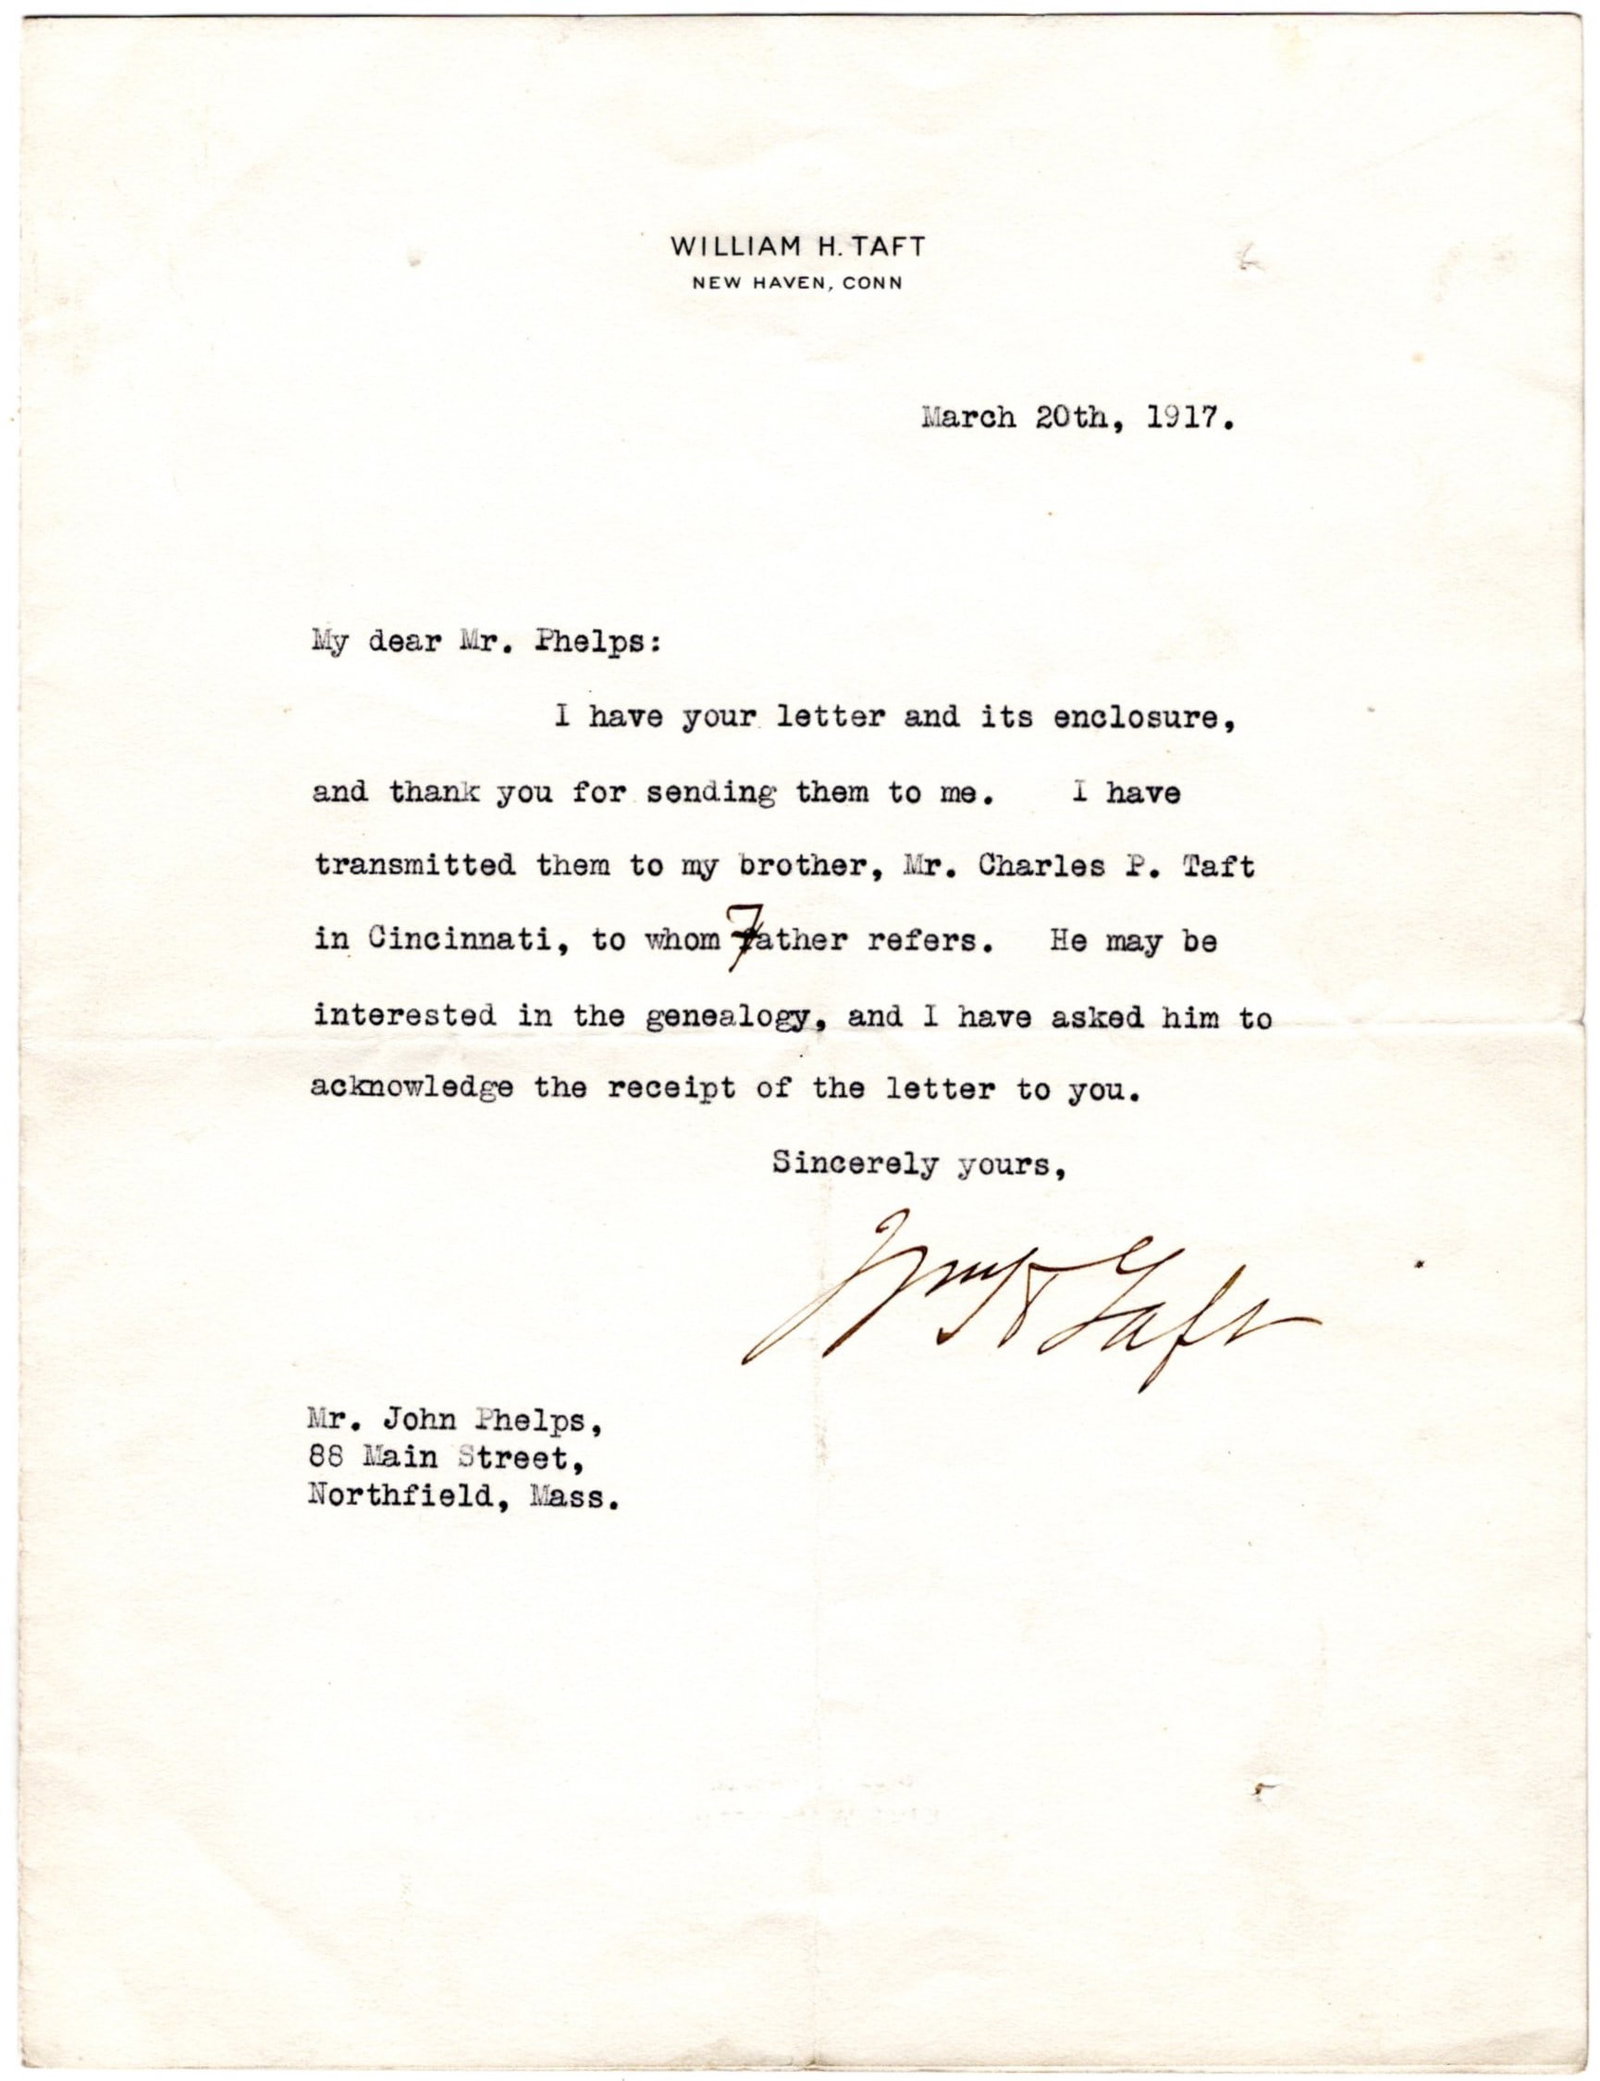 WILLIAM H. TAFT
NEW HAVEN, CONN
March 20th, 1917.
My dear Mr. Phelps:
I have your letter and its enclosure,
and thank you for sending them to me. I have
transmitted them to my brother, Mr. Charles P. Taft
in Cincinnati, to whom Father refers. He may be
interested in the genealogy, and I have asked him to
acknowledge the receipt of the letter to you.
Sincerely yours,
Wm H Taft
Mr. John Phelps,
88 Main Street,
Northfield, Mass.